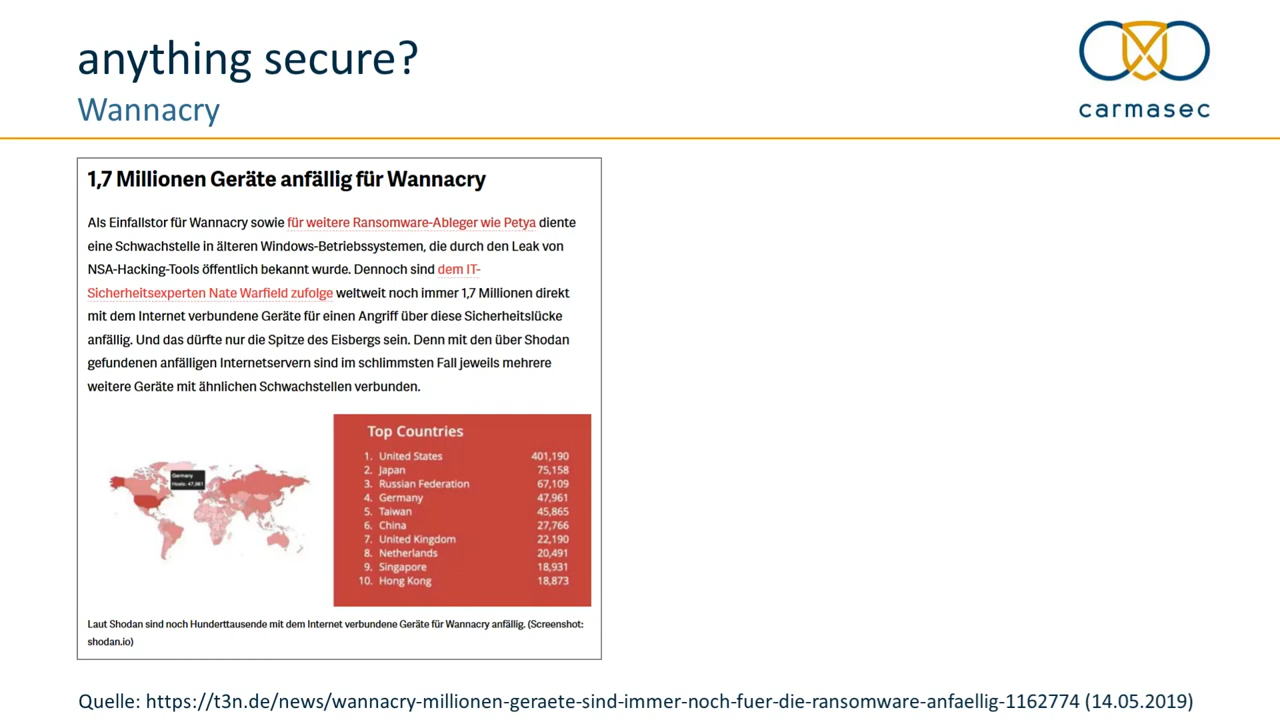 anything secure?
Wannacry
carmasec
1,7 Millionen Geräte anfällig für Wannacry
Als Einfallstor für Wannacry sowie für weitere Ransomware-Ableger wie Petya diente
eine Schwachstelle in älteren Windows-Betriebssystemen, die durch den Leak von
NSA-Hacking-Tools öffentlich bekannt wurde. Dennoch sind dem IT-
Sicherheitsexperten Nate Warfield zufolge weltweit noch immer 1,7 Millionen direkt
mit dem Internet verbundene Geräte für einen Angriff über diese Sicherheitslücke
anfällig. Und das dürfte nur die Spitze des Eisbergs sein. Denn mit den über Shodan
gefundenen anfälligen Internetservern sind im schlimmsten Fall jeweils mehrere
weitere Geräte mit ähnlichen Schwachstellen verbunden.
Germany
Hosts: 47,961
Top Countries
1. United States 401,190
2. Japan 75,158
3. Russian Federation 67,109
4. Germany 47,961
5. Taiwan 45,865
6. China 27,766
7. United Kingdom 22,190
8. Netherlands 20,491
9. Singapore 18,931
10. Hong Kong 18,873
Laut Shodan sind noch Hunderttausende mit dem Internet verbundene Geräte für Wannacry anfällig. (Screenshot:
shodan.io)
Quelle: https://t3n.de/news/wannacry-millionen-geraete-sind-immer-noch-fuer-die-ransomware-anfaellig-1162774 (14.05.2019)